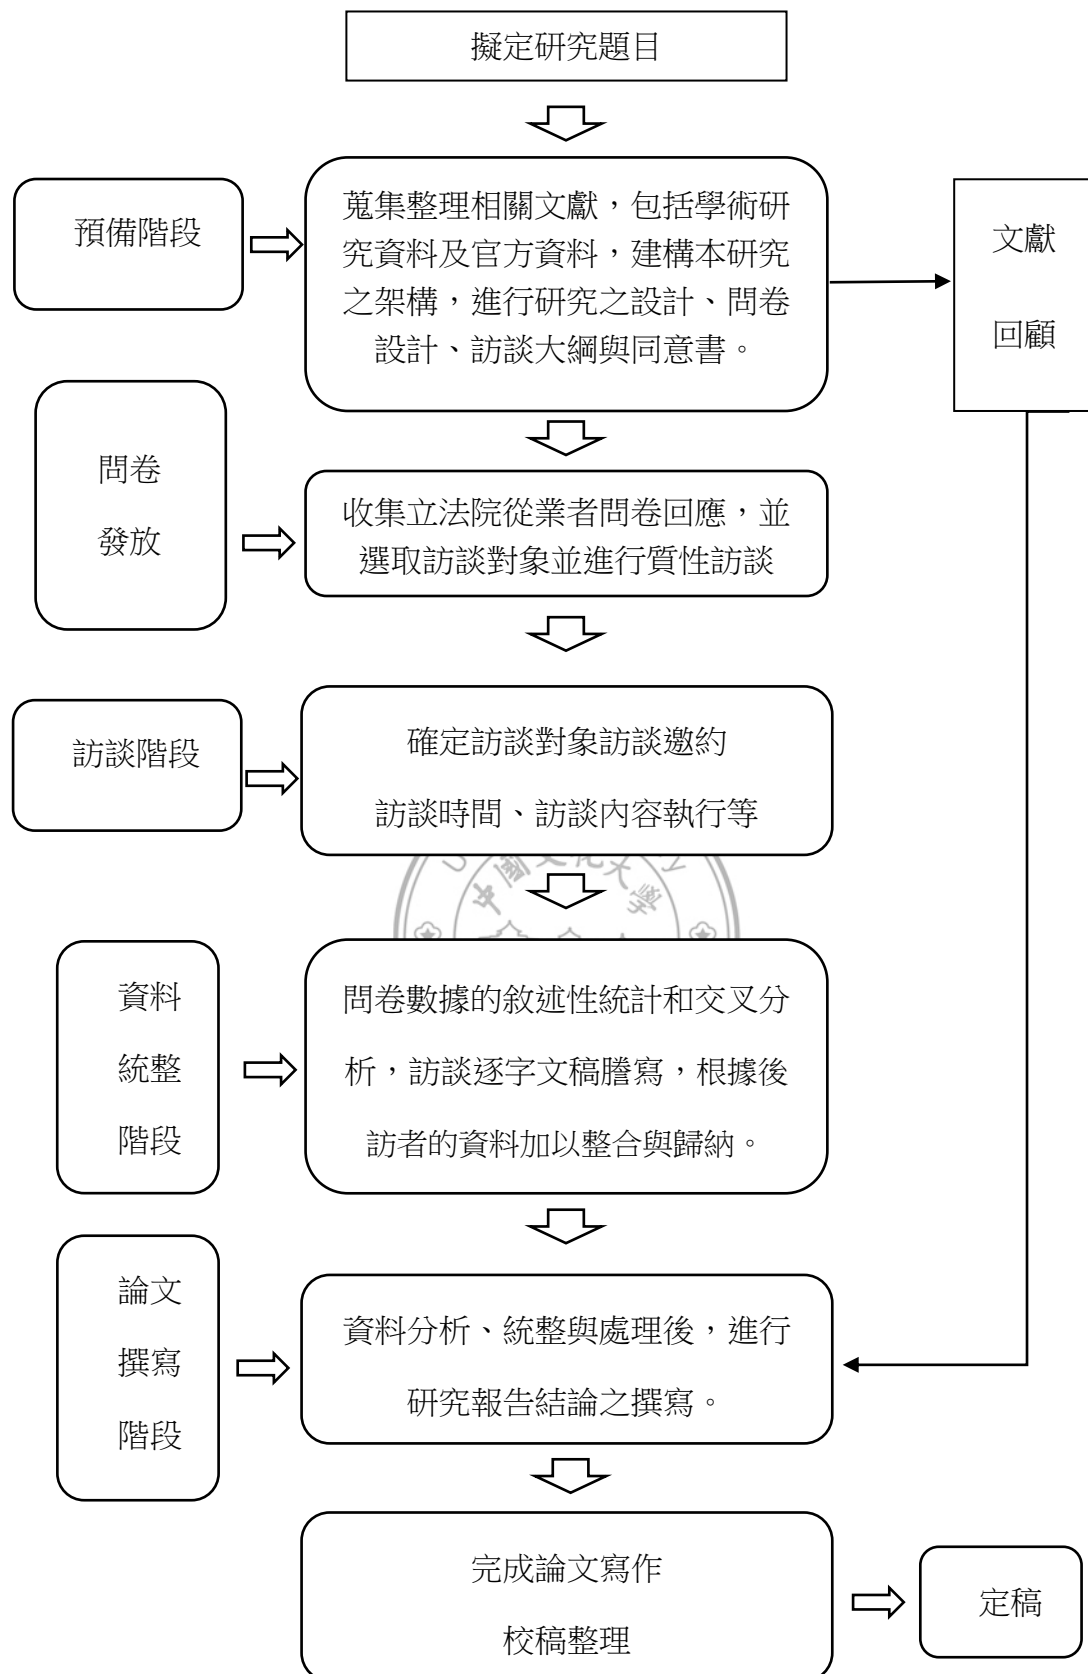 擬定研究題目
預備階段
蒐集整理相關文獻，包括學術研
究資料及官方資料，建構本研究
之架構，進行研究之設計、問卷
設計、訪談大綱與同意書。
文獻
回顧
問卷
發放
收集立法院從業者問卷回應，並
選取訪談對象並進行質性訪談
訪談階段
確定訪談對象訪談邀約
訪談時間、訪談內容執行等
中國文化大學
資料
統整
階段
問卷數據的敘述性統計和交叉分
析，訪談逐字文稿謄寫，根據後
訪者的資料加以整合與歸納。
論文
撰寫
階段
資料分析、統整與處理後，進行
研究報告結論之撰寫。
完成論文寫作
校稿整理
定稿